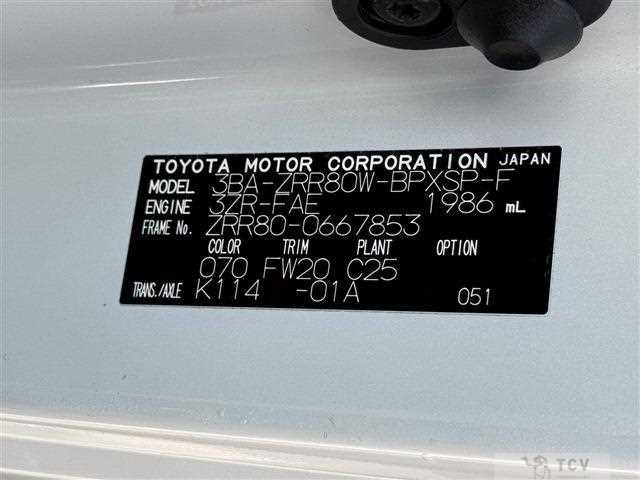 TOYOTA MOTOR CORPORATION JAPAN
MODEL 3BA-ZRR80W-BPXSP-F
ENGINE 3ZR-FAE 1986 mL
FRAME No. ZRR80-0667853
COLOR TRIM PLANT OPTION
070 FW20 C25
TRANS./AXLE K114 -01A 051
TCV